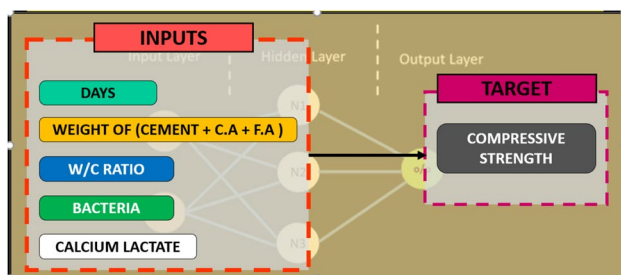 INPUTS
Input Layer
Hidden Layer
Output Layer
TARGET
DAYS
WEIGHT OF (CEMENT + C.A + F.A )
W/C RATIO
BACTERIA
CALCIUM LACTATE
N1
N2
N3
COMPRESSIVE
STRENGTH